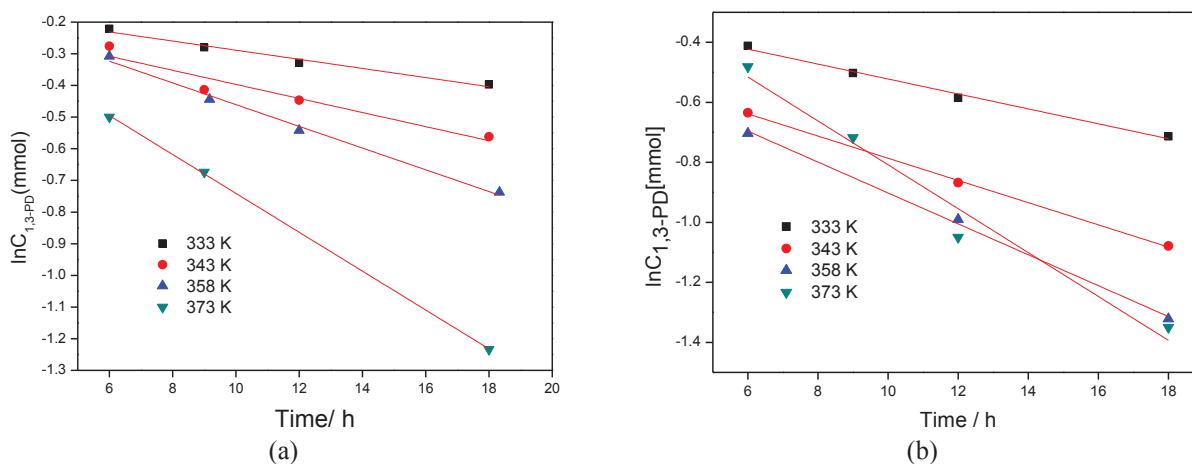 -0.2
-0.3
-0.4
-0.5
-0.6
-0.7
-0.8
-0.9
-1.0
-1.1
-1.2
-1.3
lnC1,3-PD(mmol)
333 K
343 K
358 K
373 K
6 8 10 12 14 16 18 20
Time/ h
(a)
-0.4
-0.6
-0.8
-1.0
-1.2
-1.4
lnC1,3-PD[mmol]
333 K
343 K
358 K
373 K
6 8 10 12 14 16 18
Time / h
(b)